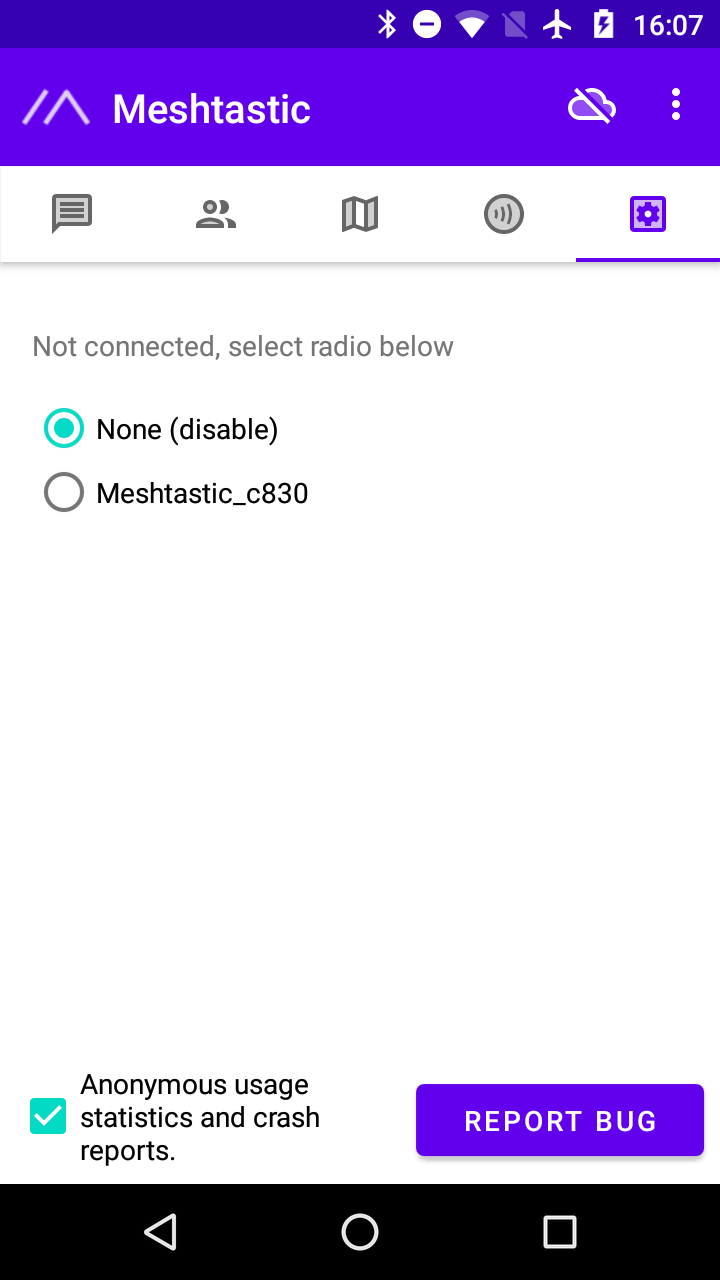 16:07
Meshtastic
Not connected, select radio below
None (disable)
Meshtastic_c830
Anonymous usage
statistics and crash
reports.
REPORT BUG